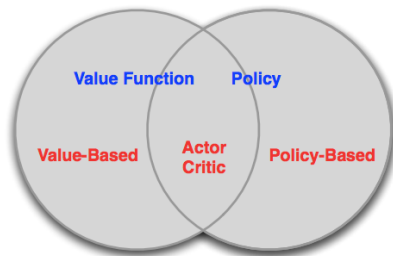 Value Function
Policy
Value-Based
Actor
Critic
Policy-Based